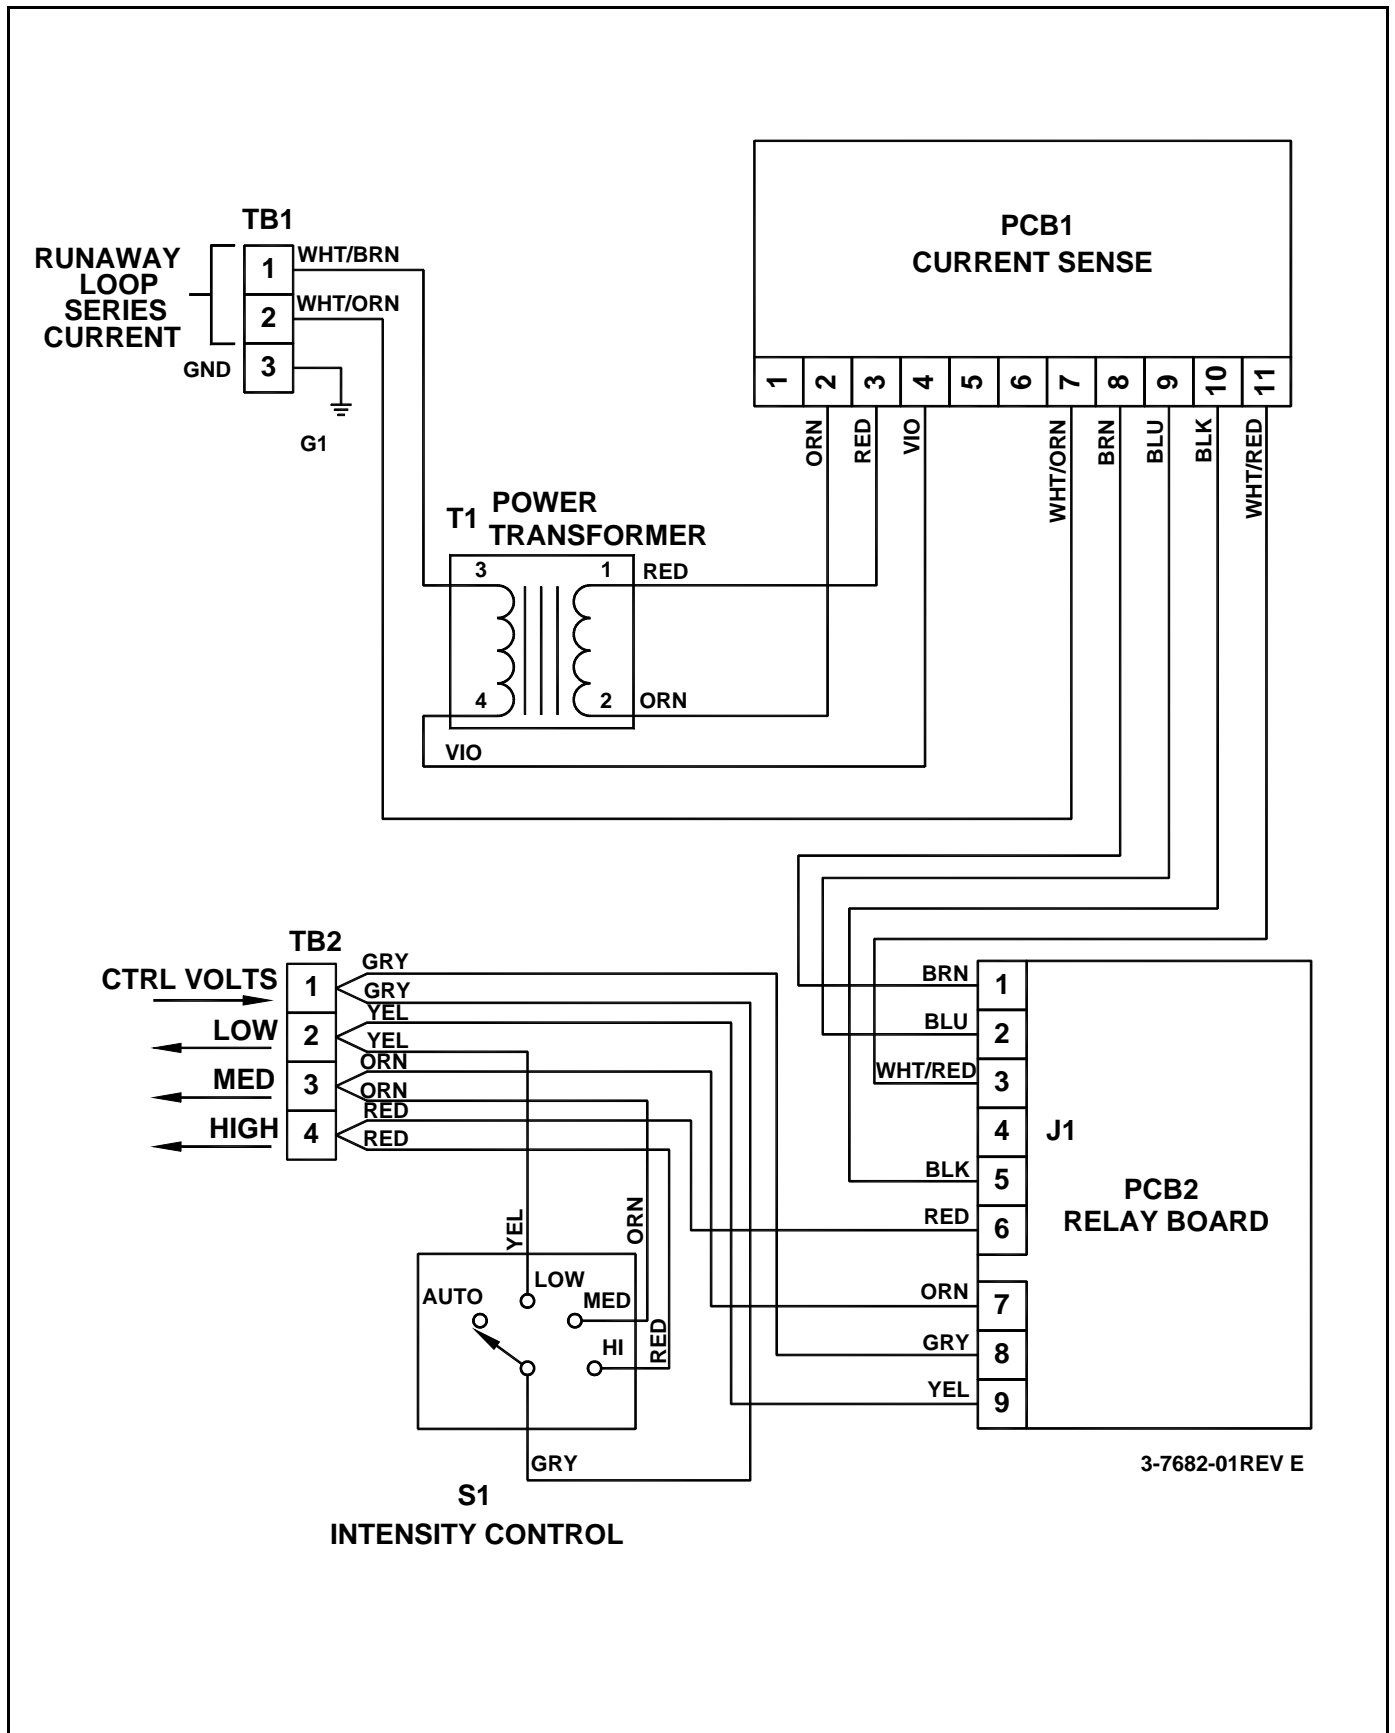 TB1
RUNAWAY
LOOP
SERIES
CURRENT
1
WHT/BRN
2
WHT/ORN
GND
3
G1
PCB1
CURRENT SENSE
1 2 3 4 5 6 7 8 9 10 11
ORN
RED
VIO
WHT/ORN
BRN
BLU
BLK
WHT/RED
T1
POWER
TRANSFORMER
3
1
RED
4
2
ORN
VIO
TB2
CTRL VOLTS
1
GRY
GRY
LOW
2
YEL
YEL
MED
3
ORN
ORN
HIGH
4
RED
RED
YEL
ORN
RED
AUTO
LOW
MED
HI
GRY
S1
INTENSITY CONTROL
BRN
1
BLU
2
WHT/RED
3
4
J1
BLK
5
RED
6
ORN
7
GRY
8
YEL
9
PCB2
RELAY BOARD
3-7682-01REV E